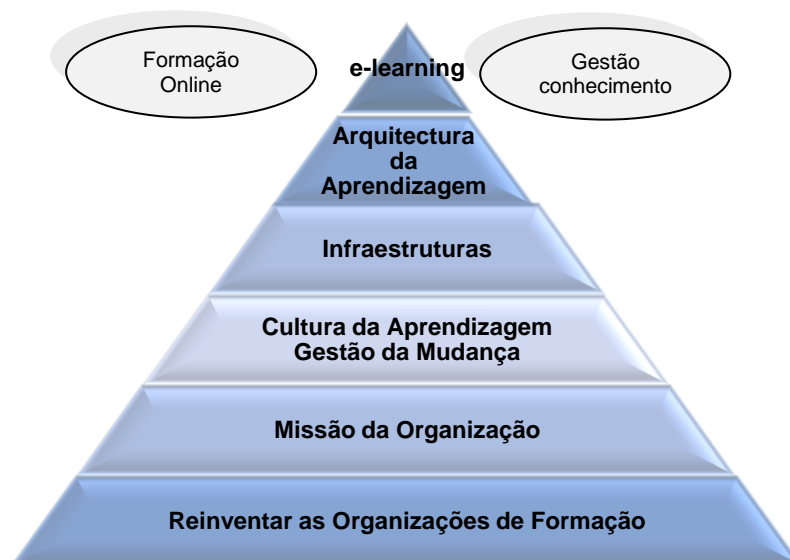 Formação
Online
e-learning
Gestão
conhecimento
Arquitectura
da
Aprendizagem
Infraestruturas
Cultura da Aprendizagem
Gestão da Mudança
Missão da Organização
Reinventar as Organizações de Formação